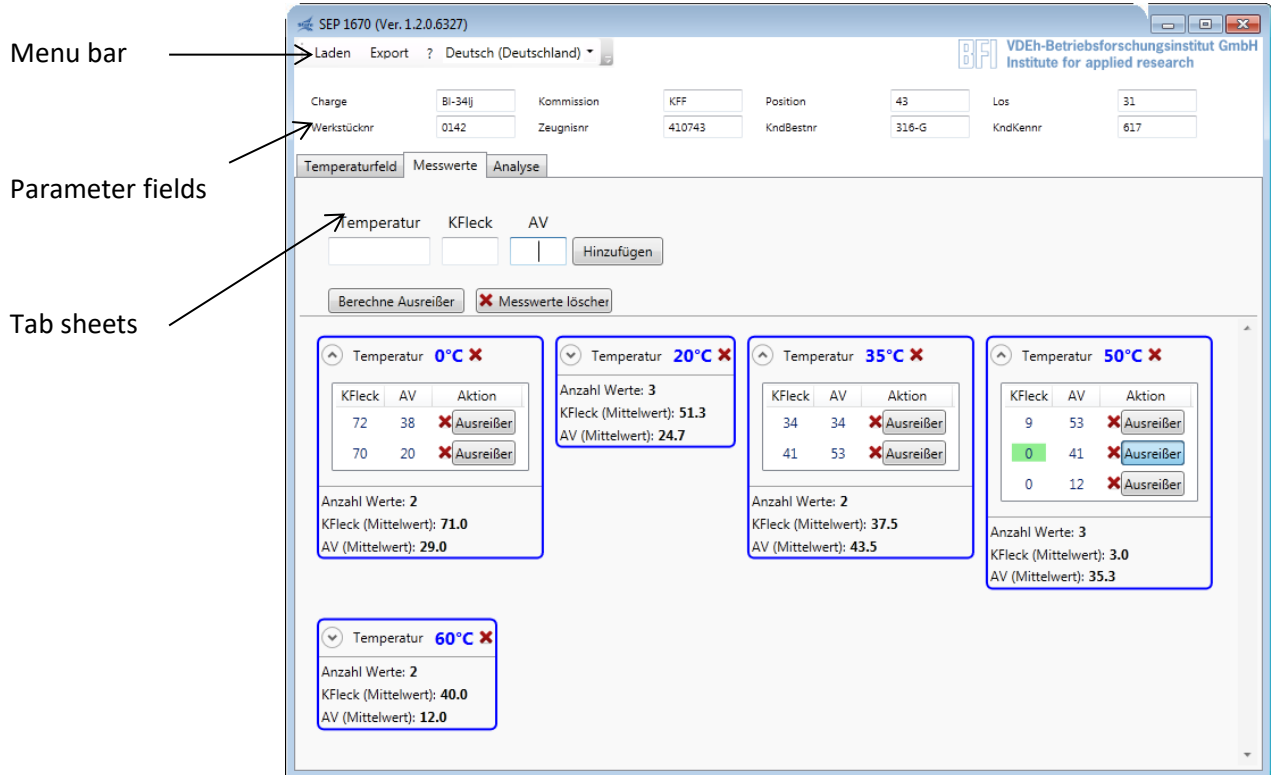 SEP 1670 (Ver. 1.2.0.6327)
Menu bar
Laden Export ? Deutsch (Deutschland)
BFI VDEh-Betriebsforschungsinstitut GmbH
Institute for applied research
Charge BI-34lj Kommission KFF Position 43 Los 31
Werkstücknr 0142 Zeugnisnr 410743 KndBestnr 316-G KndKennr 617
Parameter fields
Temperaturfeld Messwerte Analyse
Temperatur KFleck AV
Hinzufügen
Tab sheets
Berechne Ausreißer Messwerte löschen
Temperatur 0°C
KFleck AV Aktion
72 38 Ausreißer
70 20 Ausreißer
Anzahl Werte: 2
KFleck (Mittelwert): 71.0
AV (Mittelwert): 29.0
Temperatur 20°C
Anzahl Werte: 3
KFleck (Mittelwert): 51.3
AV (Mittelwert): 24.7
Temperatur 35°C
KFleck AV Aktion
34 34 Ausreißer
41 53 Ausreißer
Anzahl Werte: 2
KFleck (Mittelwert): 37.5
AV (Mittelwert): 43.5
Temperatur 50°C
KFleck AV Aktion
9 53 Ausreißer
0 41 Ausreißer
0 12 Ausreißer
Anzahl Werte: 3
KFleck (Mittelwert): 3.0
AV (Mittelwert): 35.3
Temperatur 60°C
Anzahl Werte: 2
KFleck (Mittelwert): 40.0
AV (Mittelwert): 12.0